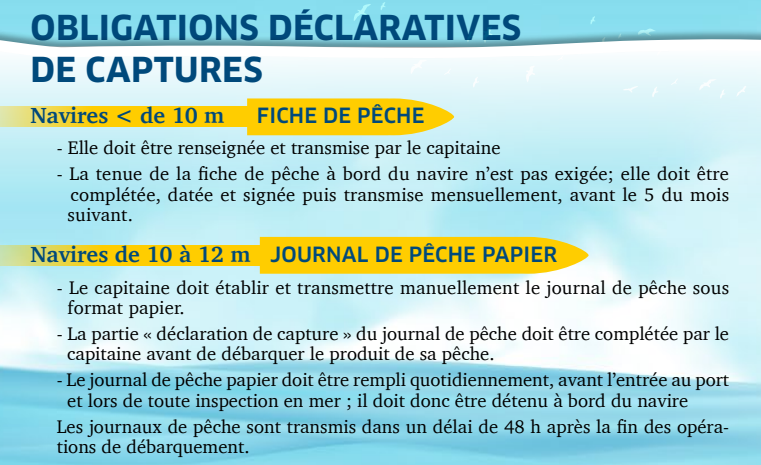 OBLIGATIONS DÉCLARATIVES
DE CAPTURES
Navires < de 10 m FICHE DE PÊCHE
- Elle doit être renseignée et transmise par le capitaine
- La tenue de la fiche de pêche à bord du navire n’est pas exigée; elle doit être
complétée, datée et signée puis transmise mensuellement, avant le 5 du mois
suivant.
Navires de 10 à 12 m JOURNAL DE PÊCHE PAPIER
- Le capitaine doit établir et transmettre manuellement le journal de pêche sous
format papier.
- La partie « déclaration de capture » du journal de pêche doit être complétée par le
capitaine avant de débarquer le produit de sa pêche.
- Le journal de pêche papier doit être rempli quotidiennement, avant l’entrée au port
et lors de toute inspection en mer ; il doit donc être détenu à bord du navire
Les journaux de pêche sont transmis dans un délai de 48 h après la fin des opéra-
tions de débarquement.